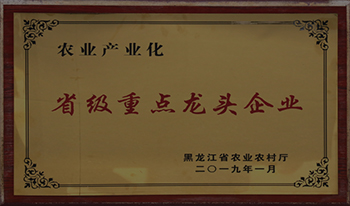 农业产业化
省级重点龙头企业
黑龙江省农业农村厅
二〇一九年一月